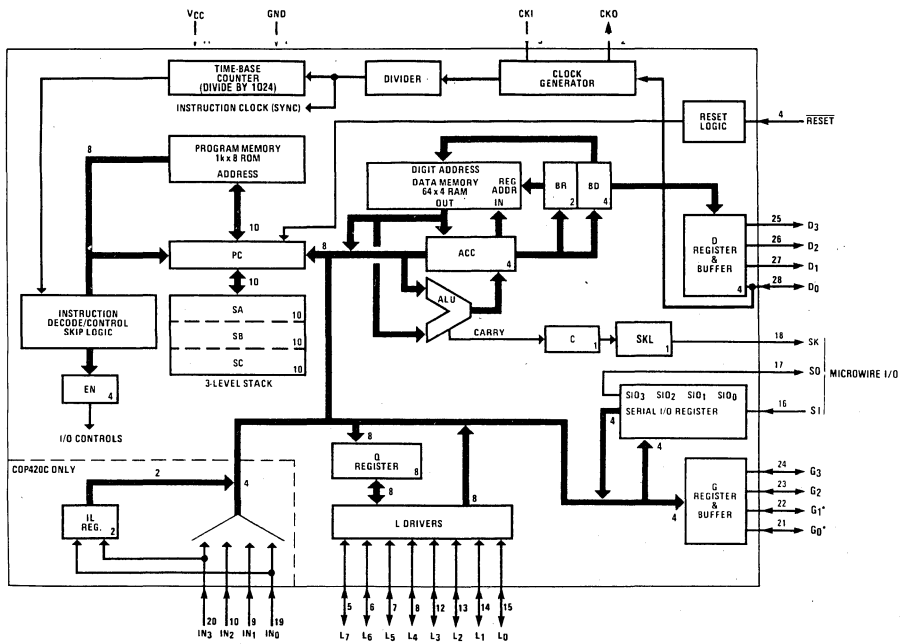 VCC GND CKI CKO
TIME-BASE
COUNTER
(DIVIDE BY 1024)
DIVIDER
CLOCK
GENERATOR
INSTRUCTION CLOCK (SYNC)
RESET
LOGIC
4
RESET
8
PROGRAM MEMORY
1k x 8 ROM
ADDRESS
DIGIT ADDRESS
DATA MEMORY
64 x 4 RAM
OUT
REG
ADDR
IN
BR
2
BD
4
10
PC
8
ACC
4
D
REGISTER
&
BUFFER
4
25 D3
26 D2
27 D1
28 D0
10
INSTRUCTION
DECODE/CONTROL
SKIP LOGIC
SA 10
SB 10
SC 10
3-LEVEL STACK
ALU
CARRY
C
1
SKL
1
18 SK
17 SO
16 SI
MICROWIRE I/O
EN
4
I/O CONTROLS
SIO3 SIO2 SIO1 SIO0
SERIAL I/O REGISTER
4
4
COP420C ONLY
2
4
IL
REG.
2
8
Q
REGISTER
8
8
8
L DRIVERS
4
G
REGISTER
&
BUFFER
24 G3
23 G2
22 G1*
21 G0*
20 10 9 19
IN3 IN2 IN1 IN0
5 6 7 8 12 13 14 15
L7 L6 L5 L4 L3 L2 L1 L0